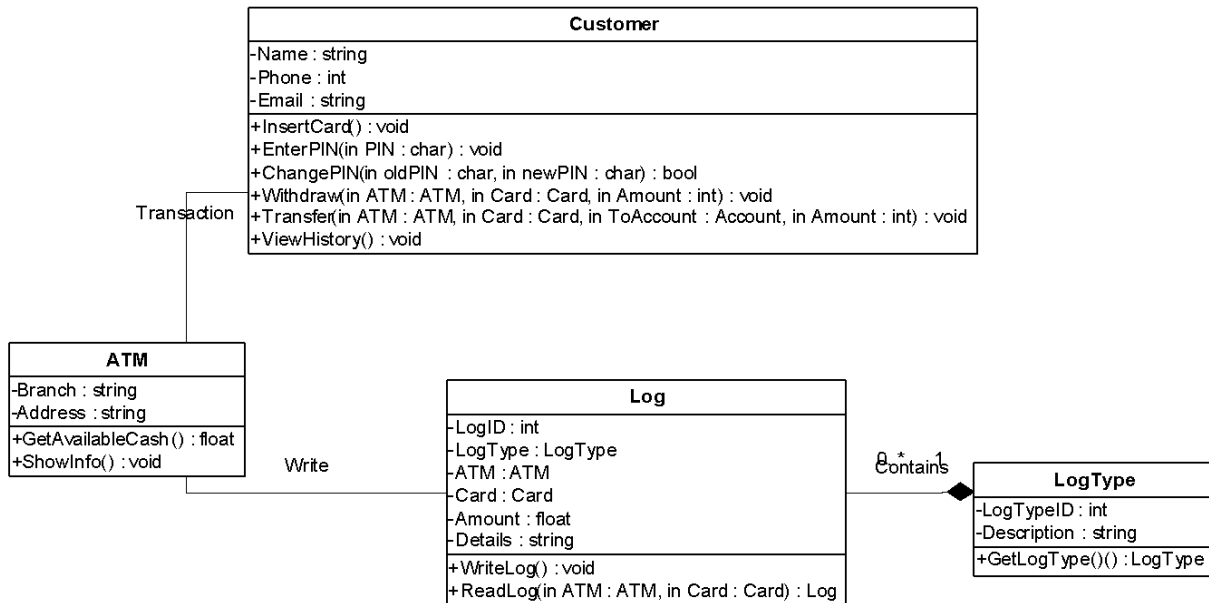 Customer
-Name : string
-Phone : int
-Email : string
+InsertCard() : void
+EnterPIN(in PIN : char) : void
+ChangePIN(in oldPIN : char, in newPIN : char) : bool
+Withdraw(in ATM : ATM, in Card : Card, in Amount : int) : void
+Transfer(in ATM : ATM, in Card : Card, in ToAccount : Account, in Amount : int) : void
+ViewHistory() : void
Transaction
ATM
-Branch : string
-Address : string
+GetAvailableCash() : float
+ShowInfo() : void
Write
Log
-LogID : int
-LogType : LogType
-ATM : ATM
-Card : Card
-Amount : float
-Details : string
+WriteLog() : void
+ReadLog(in ATM : ATM, in Card : Card) : Log
0..* 1
Contains
LogType
-LogTypeID : int
-Description : string
+GetLogType()() : LogType